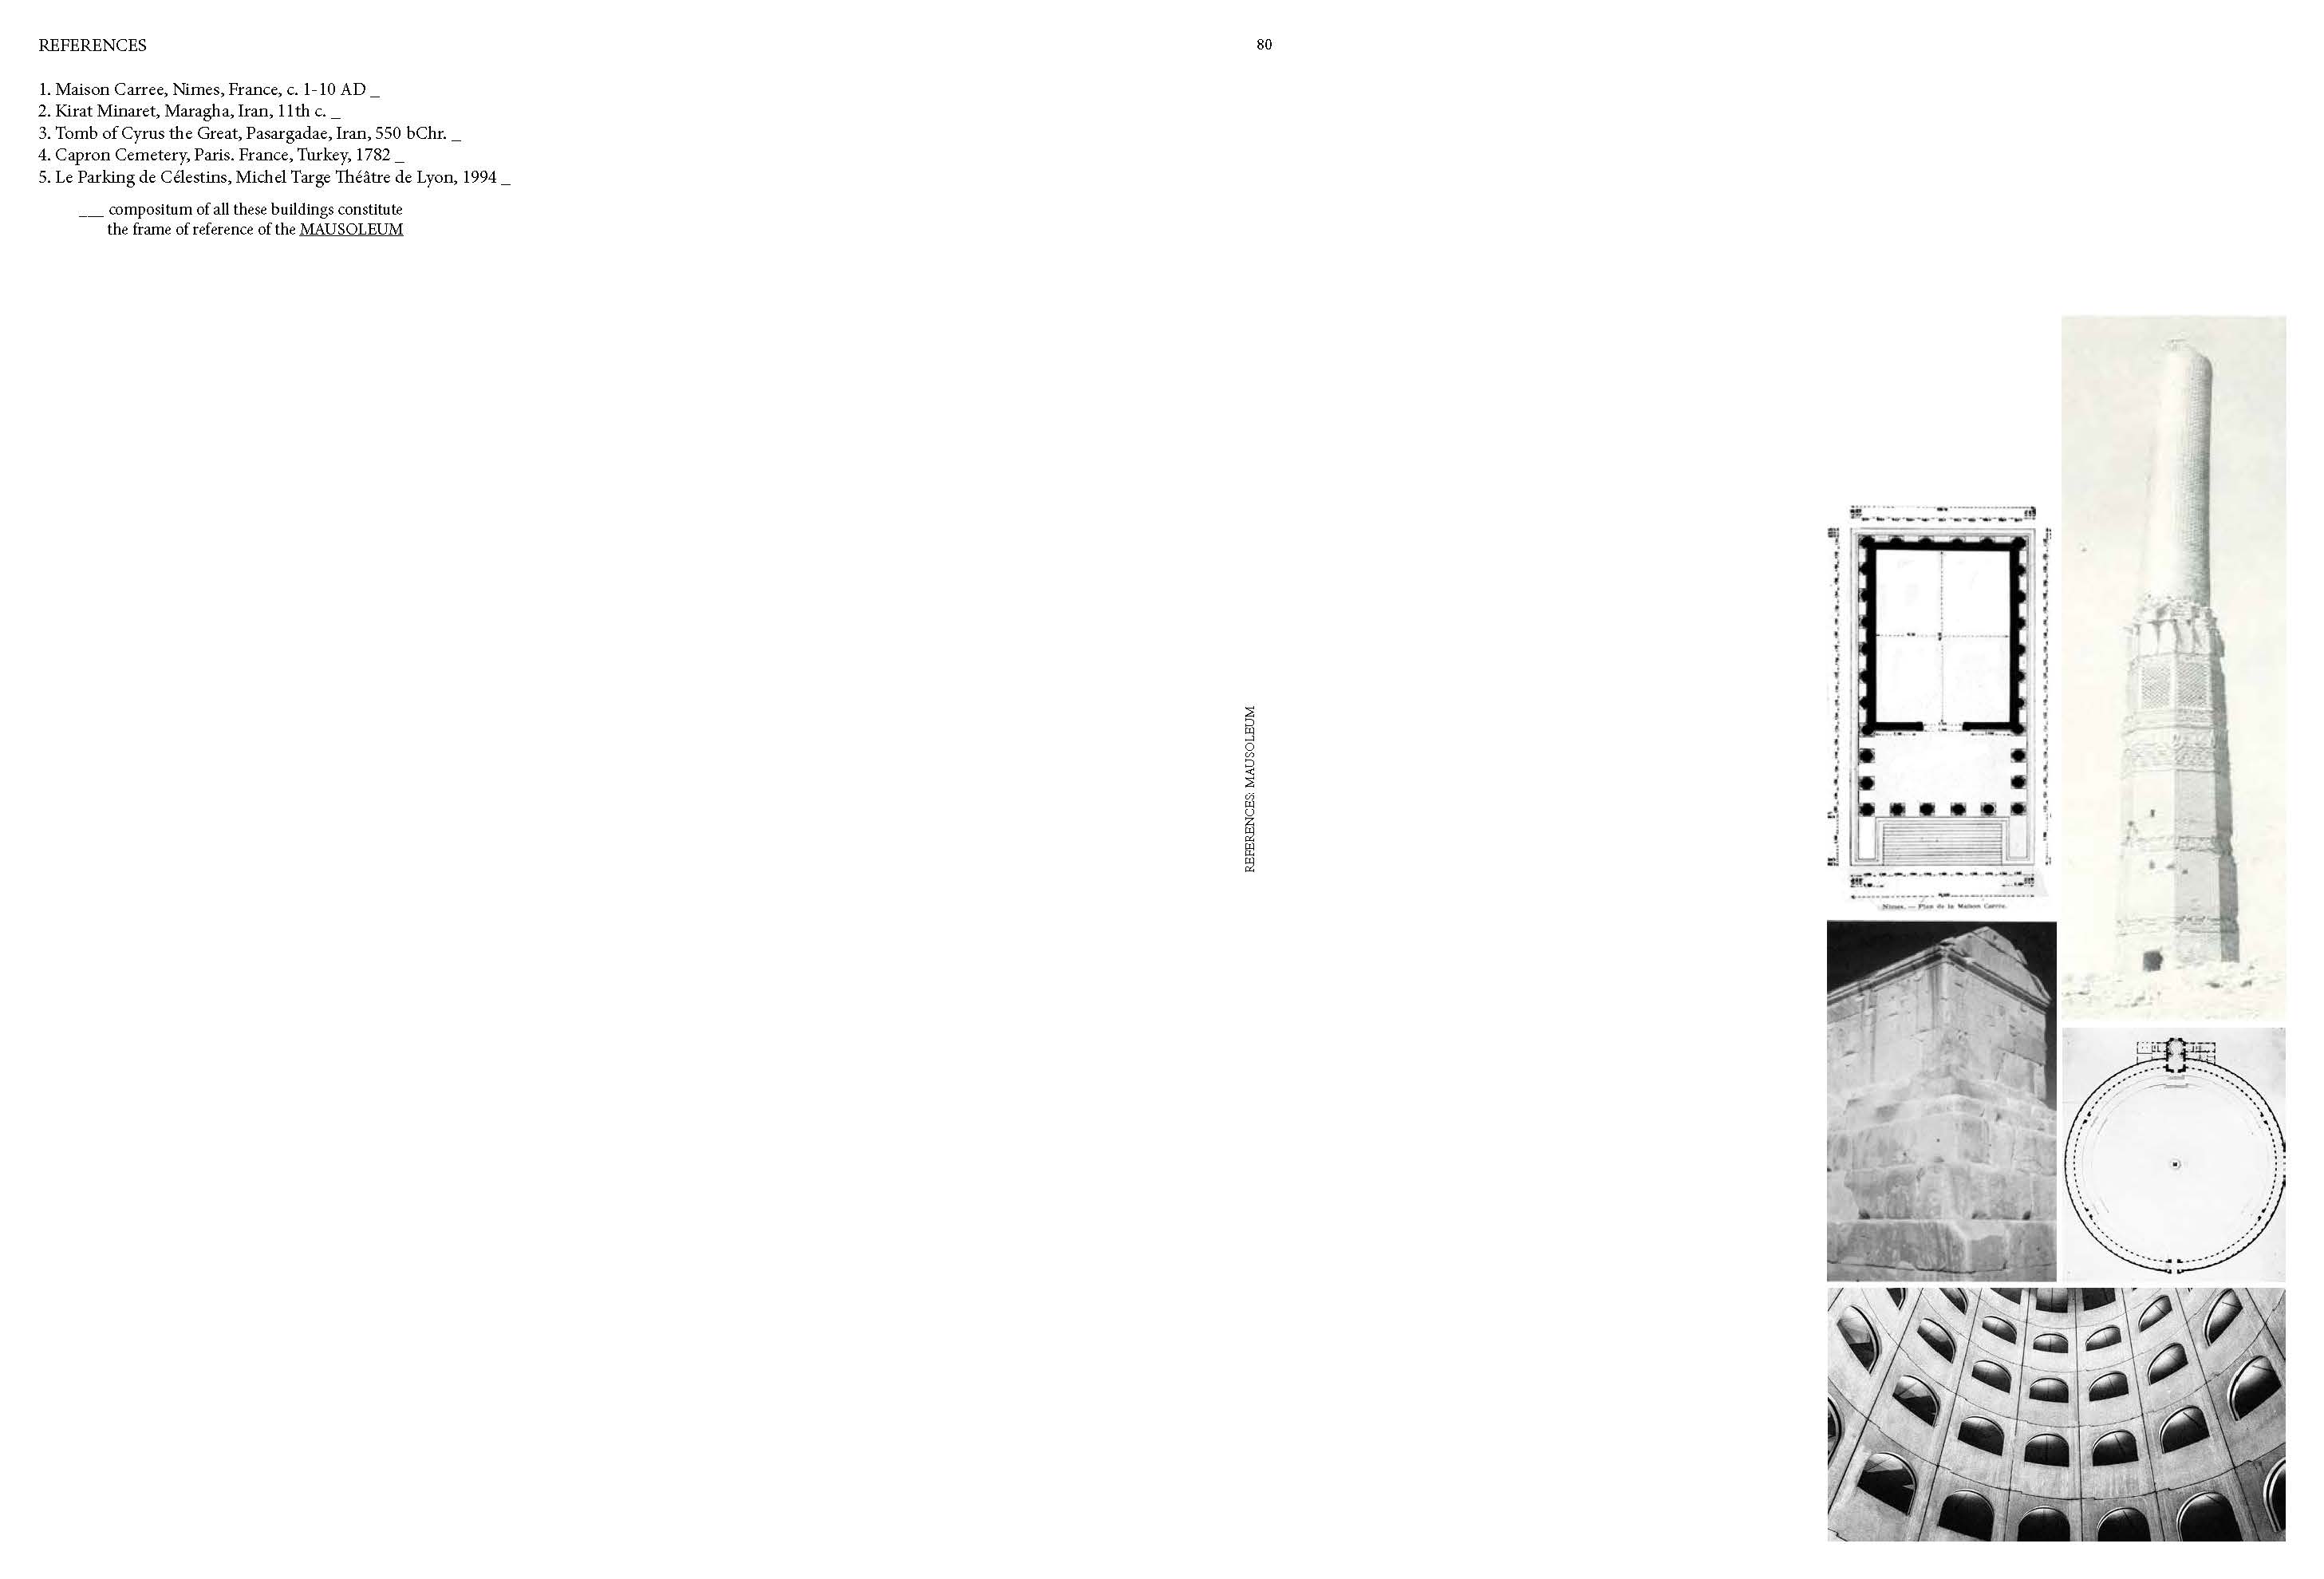 REFERENCES
80
1. Maison Carree, Nimes, France, c. 1-10 AD _
2. Kirat Minaret, Maragha, Iran, 11th c. _
3. Tomb of Cyrus the Great, Pasargadae, Iran, 550 bChr. _
4. Capron Cemetery, Paris. France, Turkey, 1782 _
5. Le Parking de Célestins, Michel Targe Théâtre de Lyon, 1994 _
___ compositum of all these buildings constitute
the frame of reference of the MAUSOLEUM
REFERENCES: MAUSOLEUM
Nimes. — Plan de la Maison Carrée.